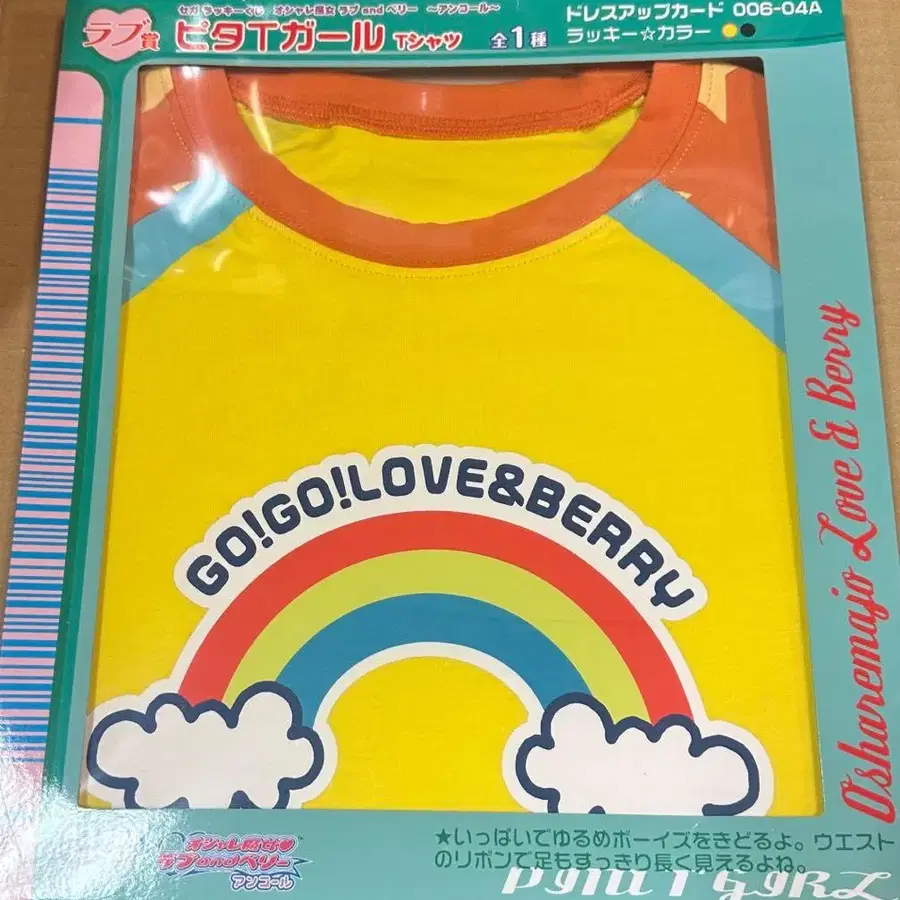 セガ ラッキーくじ オシャレ魔女 ラブ and ベリー 〜アンコール〜
ラブ賞
ピタTガール Tシャツ 全1種
ドレスアップカード 006-04A
ラッキー☆カラー
GO!GO!LOVE&BERRY
Osharemajo Love & Berry
オシャレ魔女♥
ラブandベリー
アンコール
★いっぱいでゆるめボーイズをきどるよ。ウエスト
のリボンで足もすっきり長く見えるよね。
GIRL